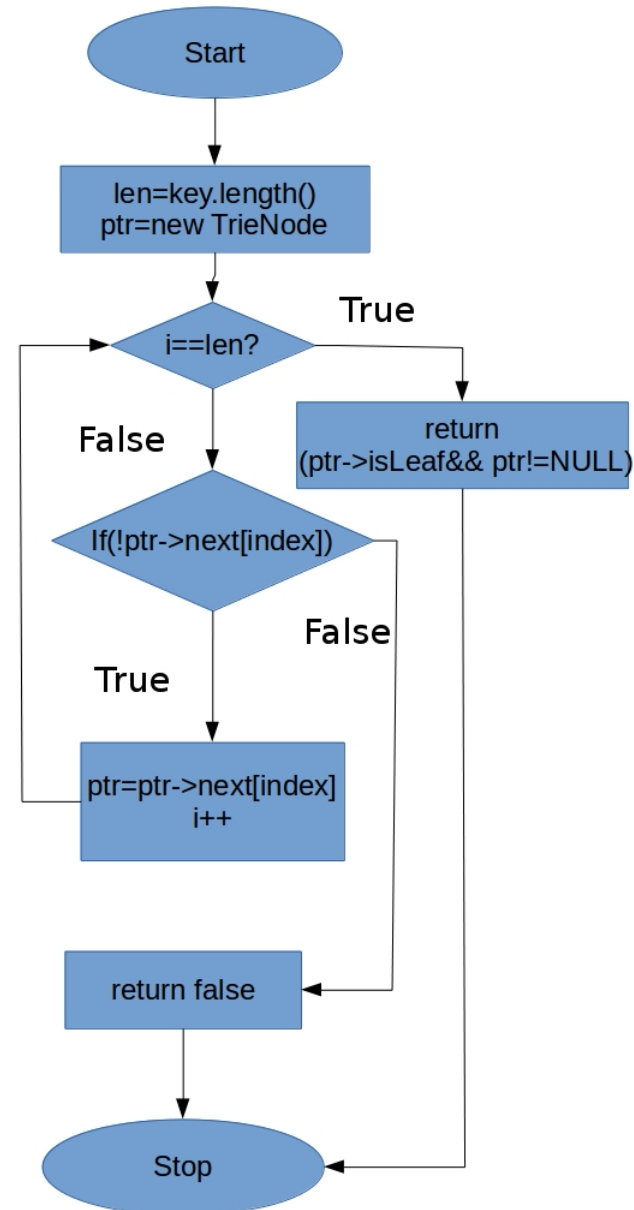 Start
len=key.length()
ptr=new TrieNode
True
i==len?
False
return
(ptr->isLeaf&& ptr!=NULL)
If(!ptr->next[index])
False
True
ptr=ptr->next[index]
i++
return false
Stop